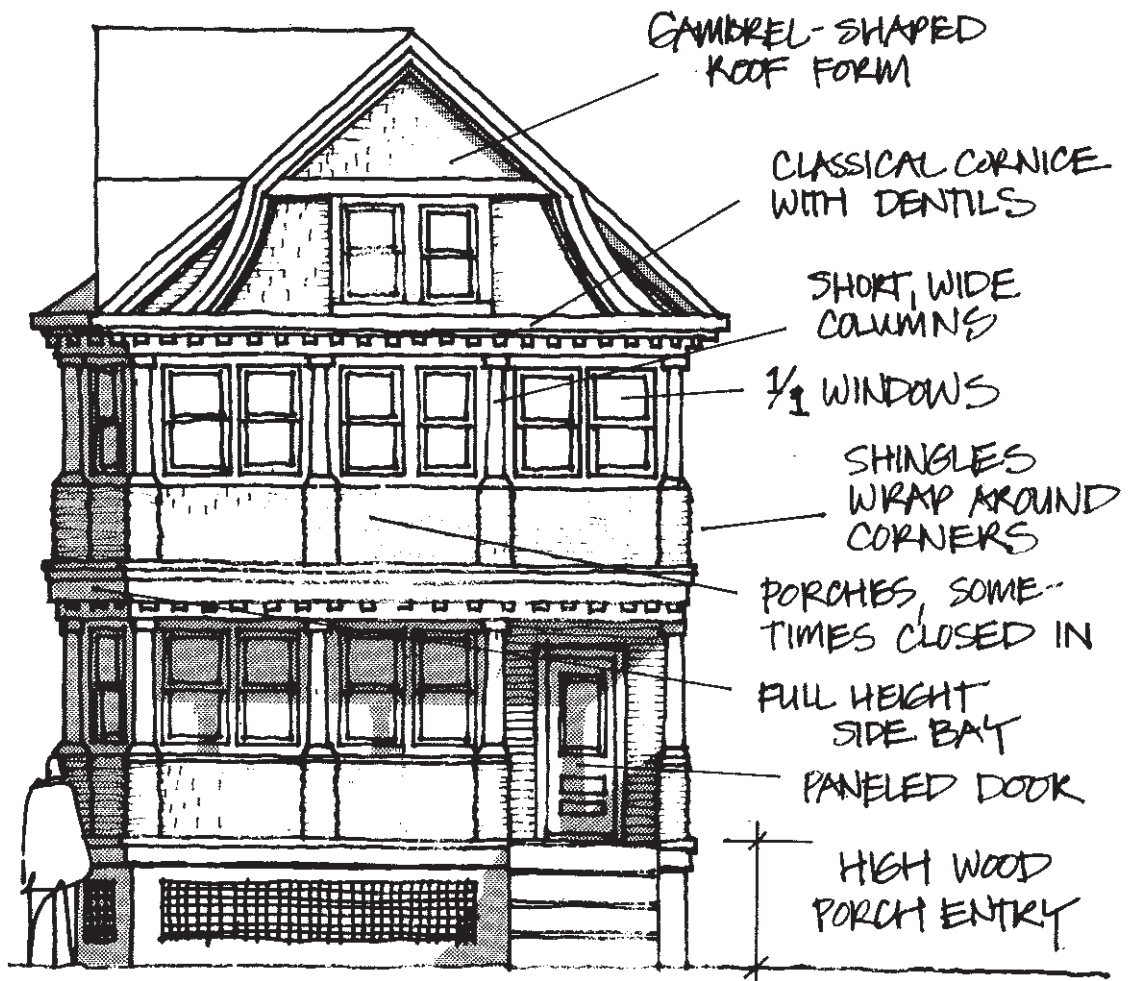 GAMBREL-SHAPED
ROOF FORM
CLASSICAL CORNICE
WITH DENTILS
SHORT, WIDE
COLUMNS
1/1 WINDOWS
SHINGLES
WRAP AROUND
CORNERS
PORCHES, SOME-
TIMES CLOSED IN
FULL HEIGHT
SIDE BAY
PANELED DOOR
HIGH WOOD
PORCH ENTRY